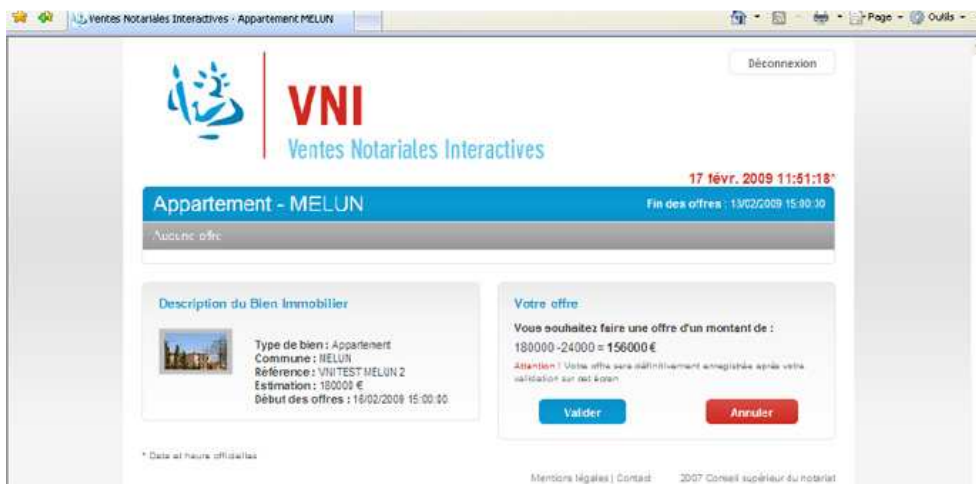 Ventes Notariales Interactives - Appartement MELUN
Page
Outils
Déconnexion
VNI
Ventes Notariales Interactives
17 févr. 2009 11:51:18*
Appartement - MELUN
Fin des offres : 2009 15:00:00
Aucune offre
Description du Bien Immobilier
Type de bien : Appartement
Commune : MELUN
Référence : VNITEST MELUN 2
Estimation : 180000 €
Début des offres : 16/02/2009 15:00:00
Votre offre
Vous souhaitez faire une offre d'un montant de :
180000 -24000 = 156000 €
Attention ! Votre offre sera définitivement enregistrée après votre
validation sur cet écran
Valider
Annuler
* Date et heure officielles
Mentions légales | Contact
2007 Conseil supérieur du notariat